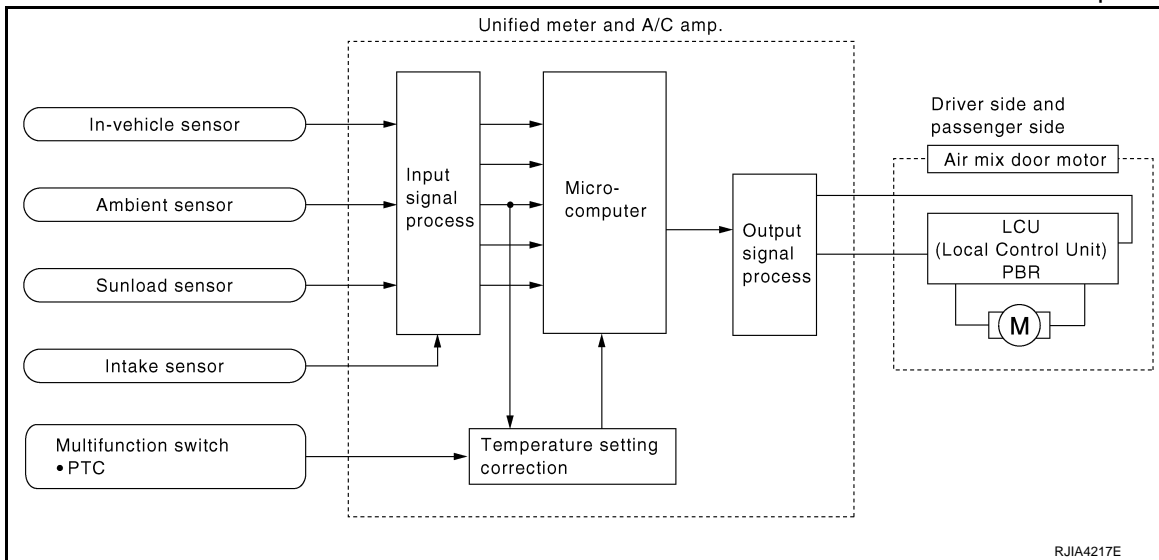 Unified meter and A/C amp.
In-vehicle sensor
Ambient sensor
Sunload sensor
Intake sensor
Multifunction switch
• PTC
Input
signal
process
Micro-
computer
Temperature setting
correction
Output
signal
process
Driver side and
passenger side
Air mix door motor
LCU
(Local Control Unit)
PBR
M
RJIA4217E